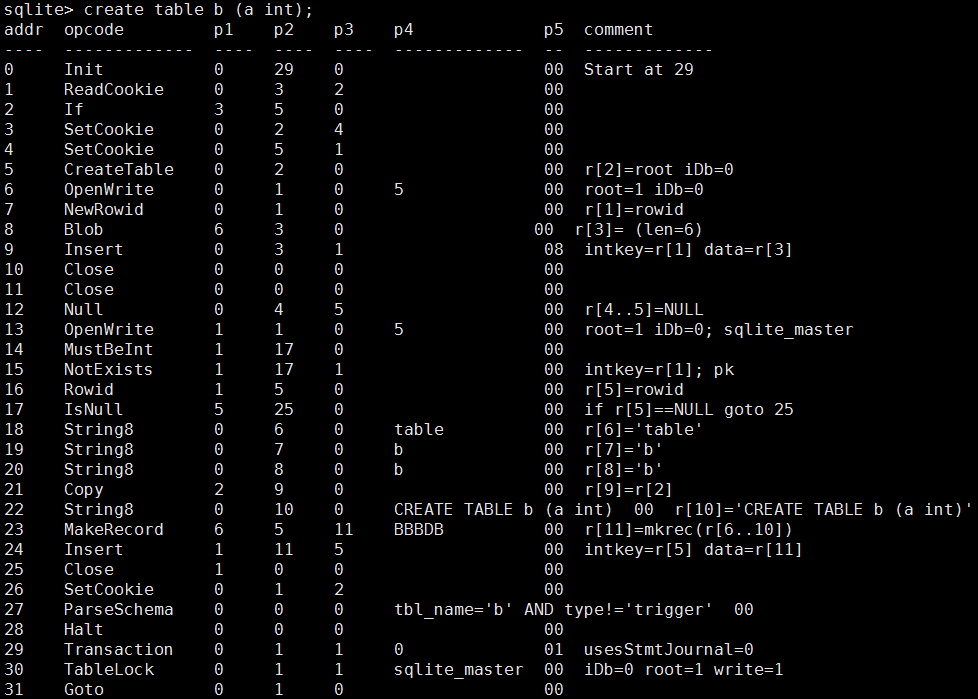 sqlite> create table b (a int);
addr  opcode         p1    p2    p3    p4             p5  comment
----  -------------  ----  ----  ----  -------------  --  -------------
0     Init           0     29    0                    00  Start at 29
1     ReadCookie     0     3     2                    00
2     If             3     5     0                    00
3     SetCookie      0     2     4                    00
4     SetCookie      0     5     1                    00
5     CreateTable    0     2     0                    00  r[2]=root iDb=0
6     OpenWrite      0     1     0     5              00  root=1 iDb=0
7     NewRowid       0     1     0                    00  r[1]=rowid
8     Blob           6     3     0                   00  r[3]= (len=6)
9     Insert         0     3     1                    08  intkey=r[1] data=r[3]
10    Close          0     0     0                    00
11    Close          0     0     0                    00
12    Null           0     4     5                    00  r[4..5]=NULL
13    OpenWrite      1     1     0     5              00  root=1 iDb=0; sqlite_master
14    MustBeInt      1     17    0                    00
15    NotExists      1     17    1                    00  intkey=r[1]; pk
16    Rowid          1     5     0                    00  r[5]=rowid
17    IsNull         5     25    0                    00  if r[5]==NULL goto 25
18    String8        0     6     0     table          00  r[6]='table'
19    String8        0     7     0     b              00  r[7]='b'
20    String8        0     8     0     b              00  r[8]='b'
21    Copy           2     9     0                    00  r[9]=r[2]
22    String8        0     10    0     CREATE TABLE b (a int)  00  r[10]='CREATE TABLE b (a int)'
23    MakeRecord     6     5     11    BBBDB          00  r[11]=mkrec(r[6..10])
24    Insert         1     11    5                    00  intkey=r[5] data=r[11]
25    Close          1     0     0                    00
26    SetCookie      0     1     2                    00
27    ParseSchema    0     0     0     tbl_name='b' AND type!='trigger'  00
28    Halt           0     0     0                    00
29    Transaction    0     1     1     0              01  usesStmtJournal=0
30    TableLock      0     1     1     sqlite_master  00  iDb=0 root=1 write=1
31    Goto           0     1     0                    00